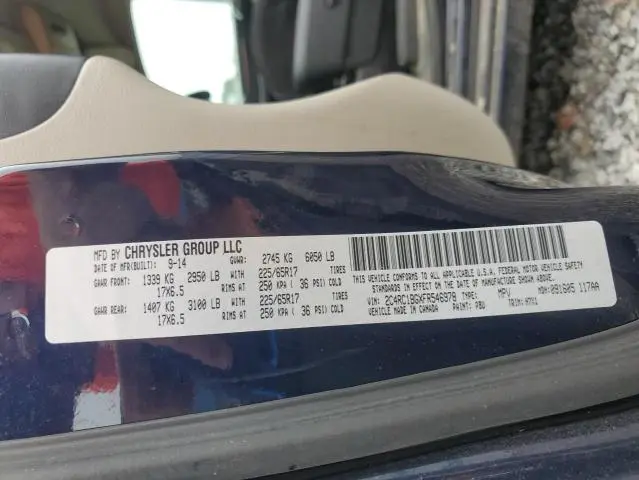 MFD BY CHRYSLER GROUP LLC
DATE OF MFR(BUILT): 9-14 GVWR: 2745 KG 6050 LB
GAWR FRONT: 1339 KG 2950 LB WITH 225/65R17 TIRES
17X6.5 RIMS AT 250 KPA ( 36 PSI) COLD
GAWR REAR: 1407 KG 3100 LB WITH 225/65R17 TIRES
17X6.5 RIMS AT 250 KPA ( 36 PSI) COLD
THIS VEHICLE CONFORMS TO ALL APPLICABLE U.S.A. FEDERAL MOTOR VEHICLE SAFETY
STANDARDS IN EFFECT ON THE DATE OF MANUFACTURE SHOWN ABOVE.
2C4RC1BGXFR546979 TYPE: MPV MDH: 091605 117AA
VEHICLE MADE IN CANADA PAINT: PBU TRIM: